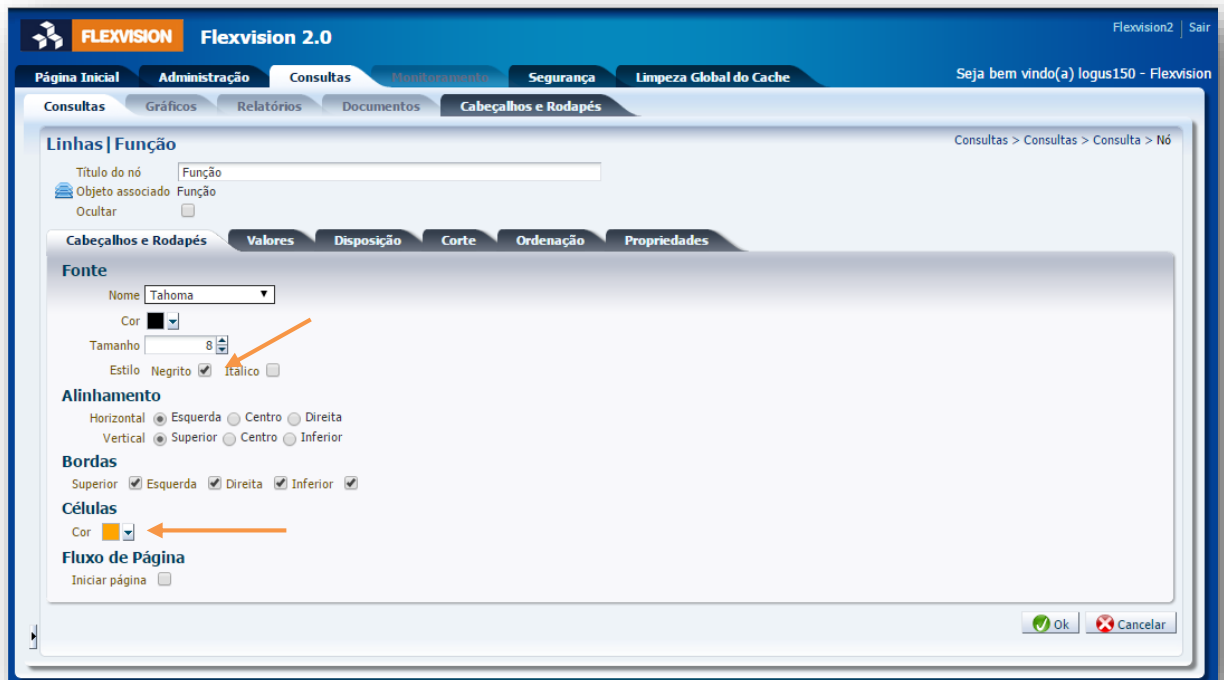 Flexvision2 Sair
FLEXVISION Flexvision 2.0
Página Inicial Administração Consultas Monitoramento Segurança Limpeza Global do Cache Seja bem vindo(a) logus150 - Flexvision
Consultas Gráficos Relatórios Documentos Cabeçalhos e Rodapés
Linhas|Função Consultas > Consultas > Consulta > Nó
Título do nó Função
Objeto associado Função
Ocultar
Cabeçalhos e Rodapés Valores Disposição Corte Ordenação Propriedades
Fonte
Nome Tahoma
Cor
Tamanho 8
Estilo Negrito Itálico
Alinhamento
Horizontal Esquerda Centro Direita
Vertical Superior Centro Inferior
Bordas
Superior Esquerda Direita Inferior
Células
Cor
Fluxo de Página
Iniciar página
Ok Cancelar